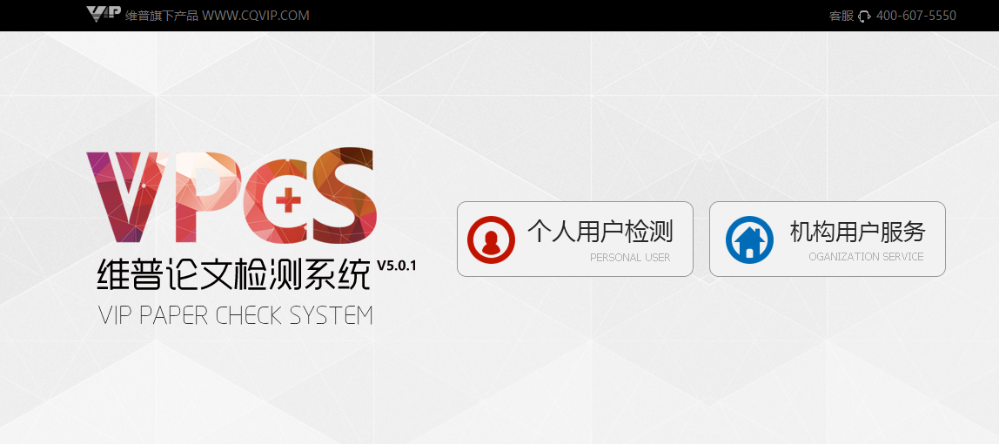 VIP 维普旗下产品 WWW.CQVIP.COM
客服 400-607-5550
VPCS
维普论文检测系统 V5.0.1
VIP PAPER CHECK SYSTEM
个人用户检测
PERSONAL USER
机构用户服务
OGANIZATION SERVICE